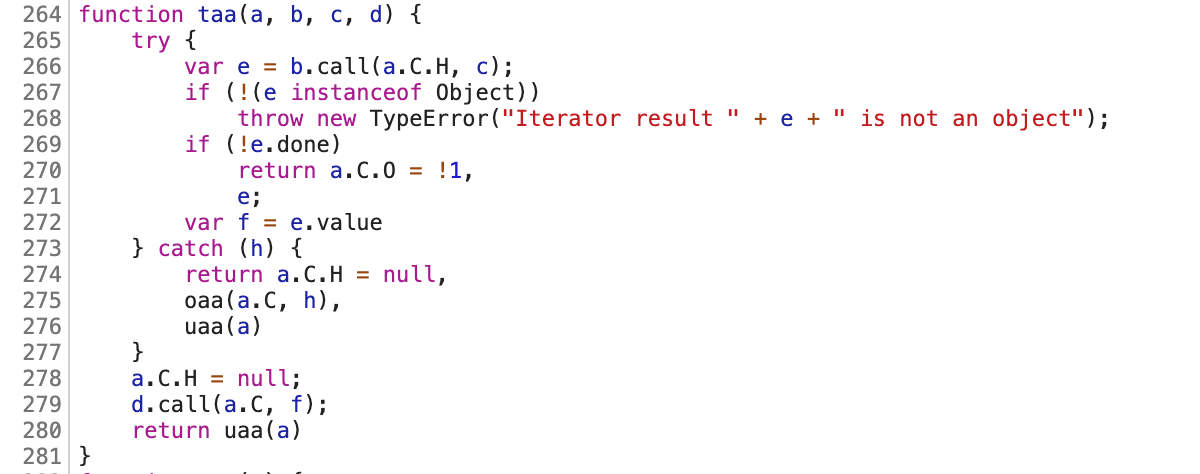 264 function taa(a, b, c, d) {
265     try {
266         var e = b.call(a.C.H, c);
267         if (!(e instanceof Object))
268             throw new TypeError("Iterator result " + e + " is not an object");
269         if (!e.done)
270             return a.C.O = !1,
271             e;
272         var f = e.value
273     } catch (h) {
274         return a.C.H = null,
275         oaa(a.C, h),
276         uaa(a)
277     }
278     a.C.H = null;
279     d.call(a.C, f);
280     return uaa(a)
281 }